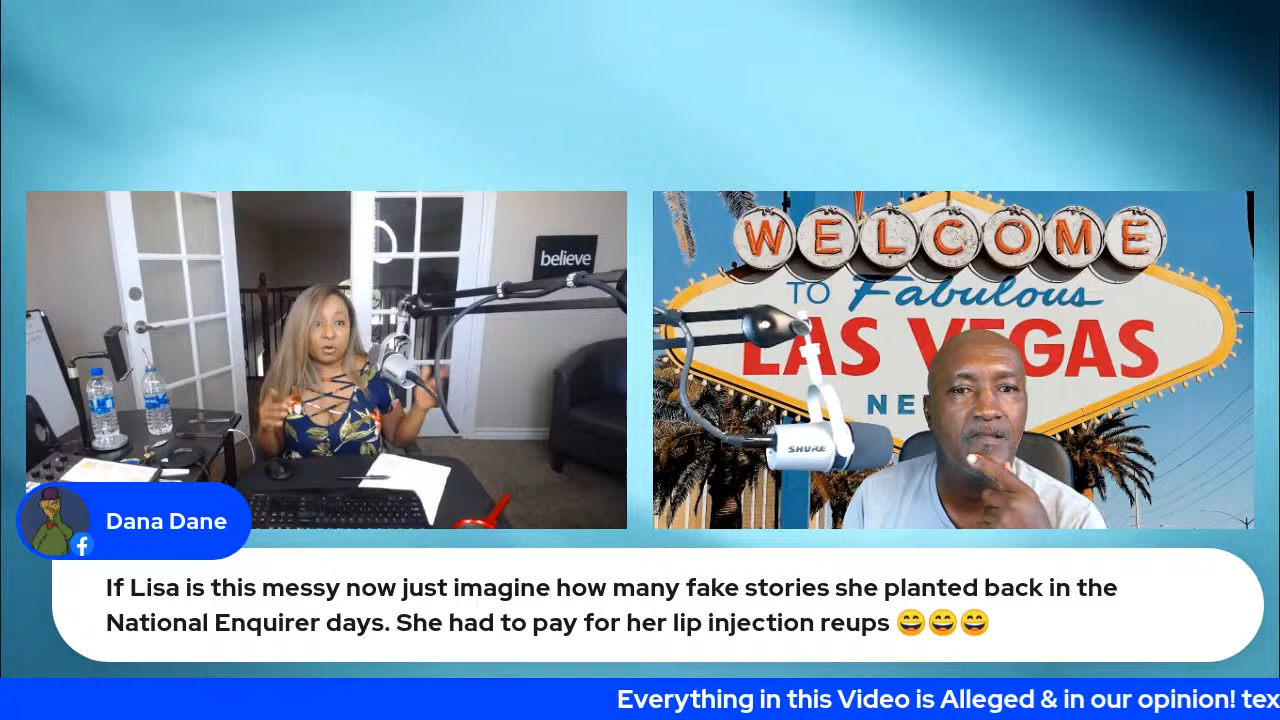 believe
WELCOME
TO Fabulous
LAS VEGAS
NE
SHURE
Dana Dane
If Lisa is this messy now just imagine how many fake stories she planted back in the
National Enquirer days. She had to pay for her lip injection reups 😄😄😄
Everything in this Video is Alleged & in our opinion! tex